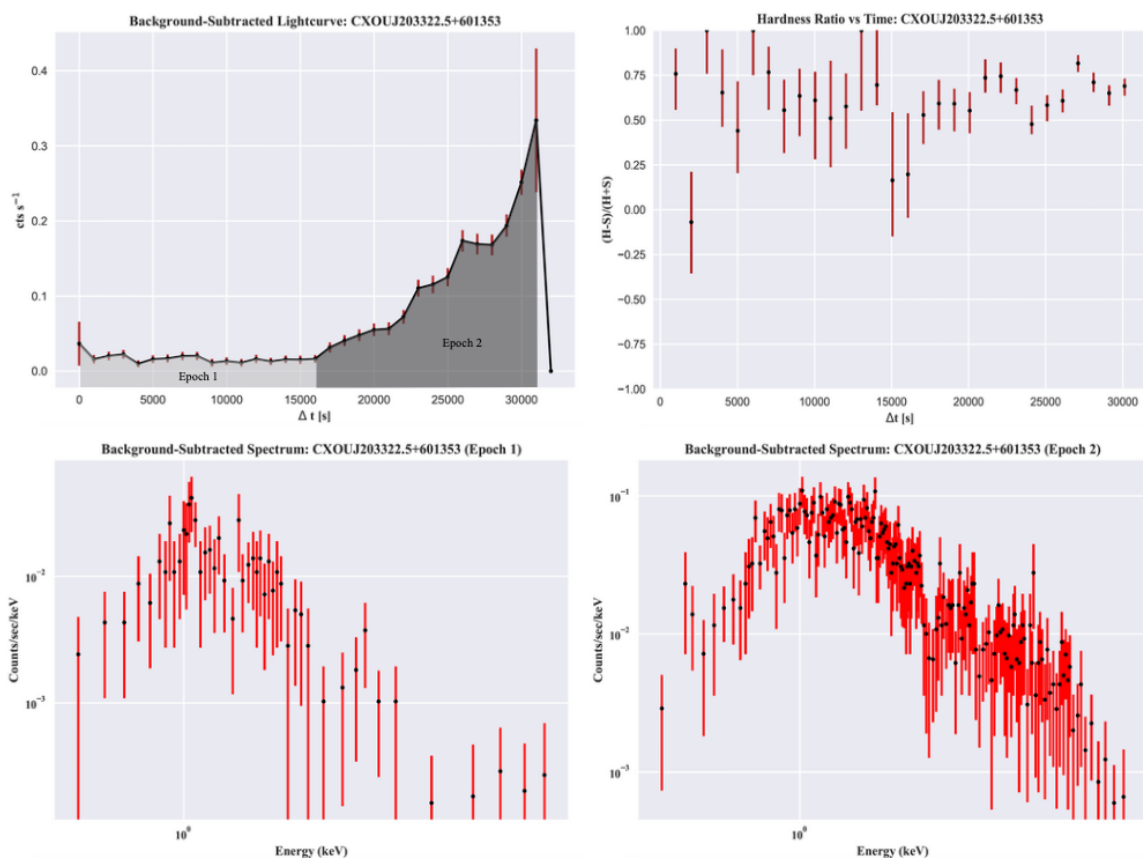 Background-Subtracted Lightcurve: CXOUJ203322.5+601353
0.4
0.3
0.2
0.1
0.0
cts s⁻¹
Epoch 1
Epoch 2
0 5000 10000 15000 20000 25000 30000
Δ t [s]
Hardness Ratio vs Time: CXOUJ203322.5+601353
1.00
0.75
0.50
0.25
0.00
−0.25
−0.50
−0.75
−1.00
(H-S)/(H+S)
0 5000 10000 15000 20000 25000 30000
Δt [s]
Background-Subtracted Spectrum: CXOUJ203322.5+601353 (Epoch 1)
10⁻²
10⁻³
Counts/sec/keV
10⁰
Energy (keV)
Background-Subtracted Spectrum: CXOUJ203322.5+601353 (Epoch 2)
10⁻¹
10⁻²
10⁻³
Counts/sec/keV
10⁰
Energy (keV)